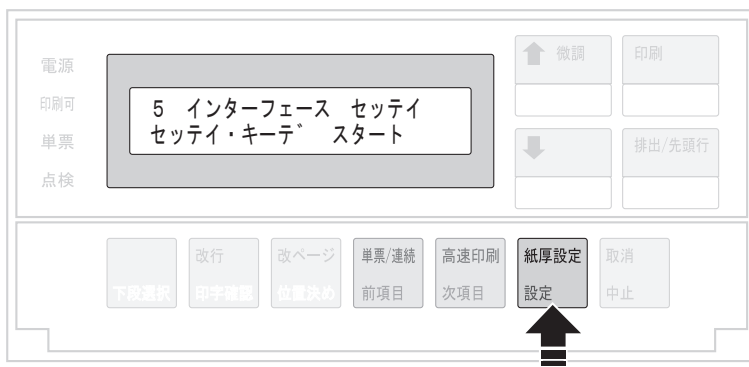 電源
印刷可
単票
点検
5 インターフェース セッテイ
セッテイ・キーデ スタート
微調
印刷
排出/先頭行
下段選択
改行
印字確認
改ページ
位置決め
単票/連続
前項目
高速印刷
次項目
紙厚設定
設定
取消
中止